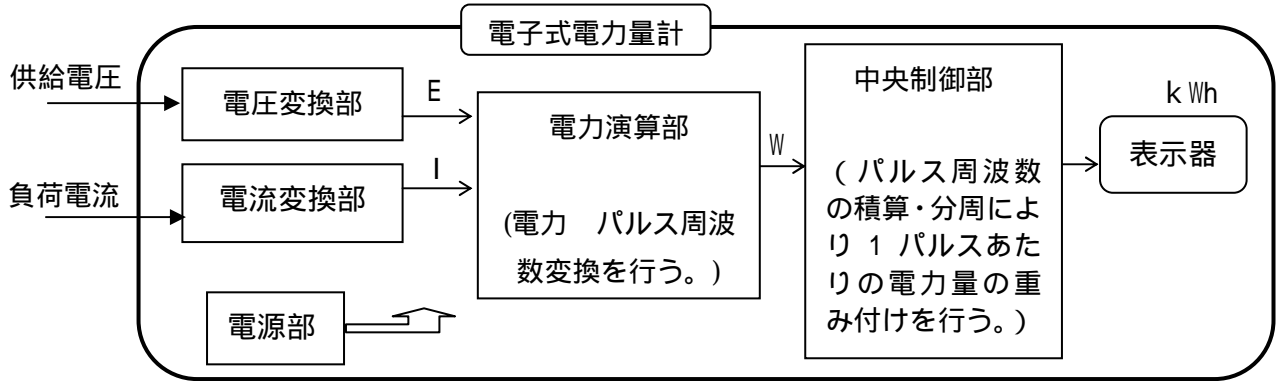 電子式電力量計
供給電圧
負荷電流
電圧変換部
電流変換部
電源部
E
I
電力演算部
(電力　パルス周波
数変換を行う。)
W
中央制御部
(パルス周波数
の積算・分周によ
り 1 パルスあた
りの電力量の重
み付けを行う。)
kWh
表示器